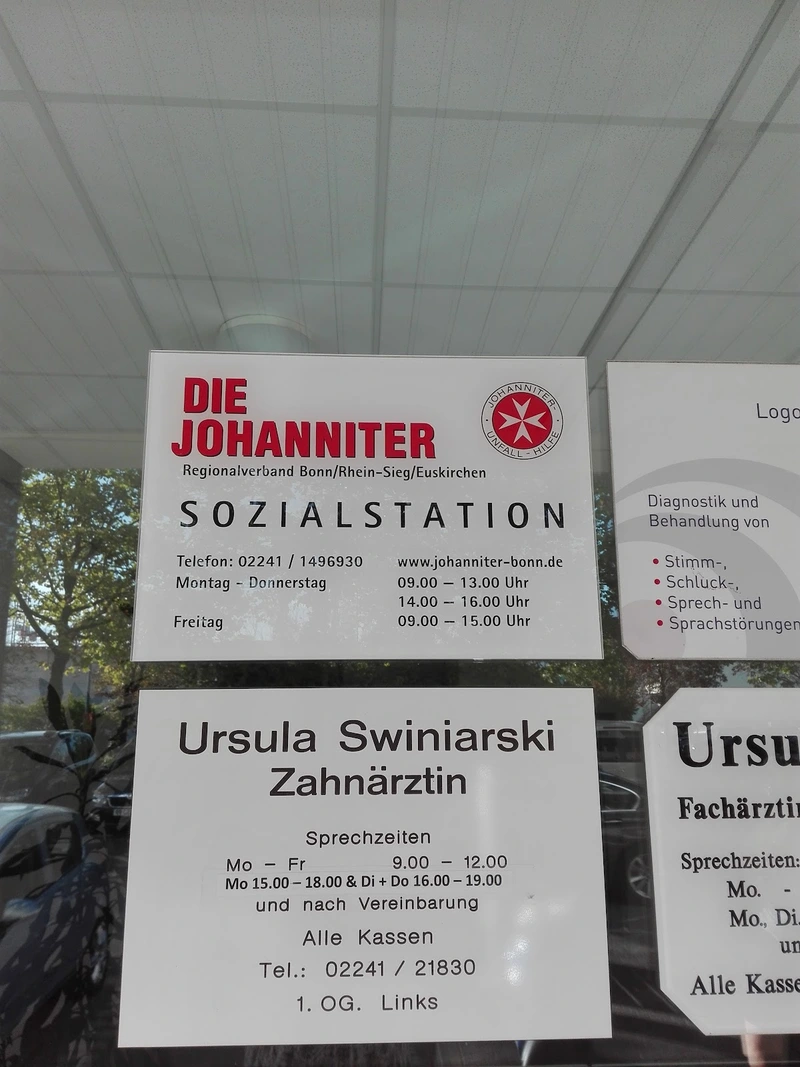 DIE
JOHANNITER
JOHANNITER-
UNFALL-HILFE
Regionalverband Bonn/Rhein-Sieg/Euskirchen
SOZIALSTATION
Telefon: 02241 / 1496930 www.johanniter-bonn.de
Montag - Donnerstag 09.00 – 13.00 Uhr
14.00 – 16.00 Uhr
Freitag 09.00 – 15.00 Uhr
Logo
Diagnostik und
Behandlung von
• Stimm-,
• Schluck-,
• Sprech- und
• Sprachstörungen
Ursula Swiniarski
Zahnärztin
Sprechzeiten
Mo – Fr 9.00 – 12.00
Mo 15.00 – 18.00 & Di + Do 16.00 – 19.00
und nach Vereinbarung
Alle Kassen
Tel.: 02241 / 21830
1. OG. Links
Ursu
Fachärztin
Sprechzeiten:
Mo. -
Mo., Di.
un
Alle Kasse